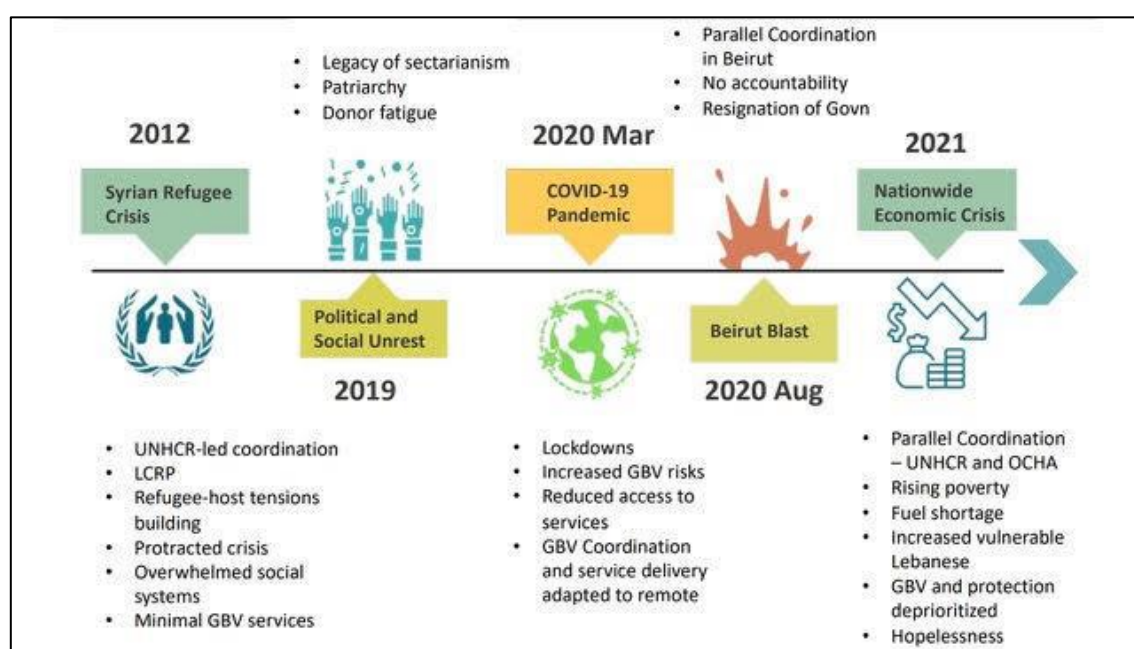 2012
Syrian Refugee
Crisis
• UNHCR-led coordination
• LCRP
• Refugee-host tensions
building
• Protracted crisis
• Overwhelmed social
systems
• Minimal GBV services
• Legacy of sectarianism
• Patriarchy
• Donor fatigue
Political and
Social Unrest
2019
2020 Mar
COVID-19
Pandemic
• Lockdowns
• Increased GBV risks
• Reduced access to
services
• GBV Coordination
and service delivery
adapted to remote
• Parallel Coordination
in Beirut
• No accountability
• Resignation of Govn
Beirut Blast
2020 Aug
2021
Nationwide
Economic Crisis
$
• Parallel Coordination
– UNHCR and OCHA
• Rising poverty
• Fuel shortage
• Increased vulnerable
Lebanese
• GBV and protection
deprioritized
• Hopelessness